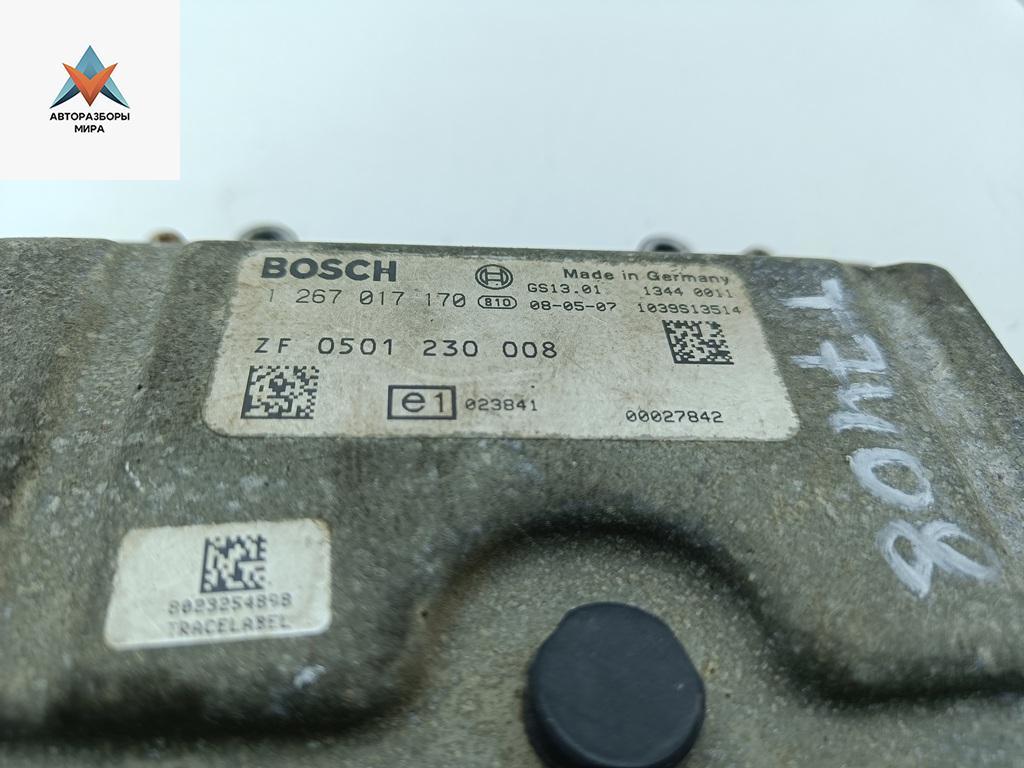 АВТОРАЗБОРЫ
МИРА
BOSCH
Made in Germany
GS13.01 1344 0011
1 267 017 170 810 08-05-07 1039S13514
ZF 0501 230 008
e1 023841
00027842
8023254898
TRACELABEL